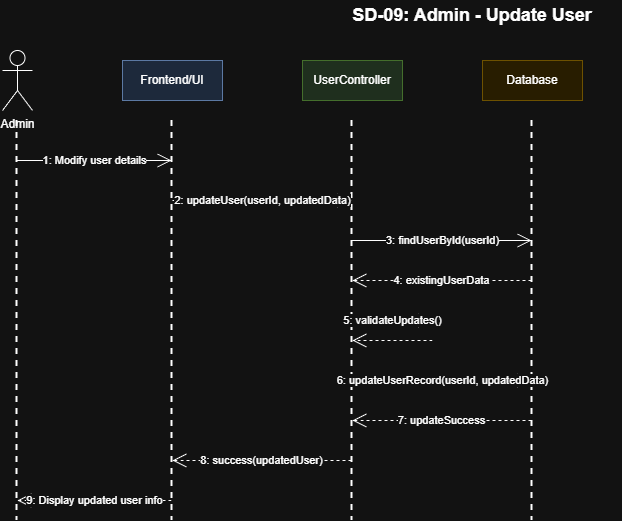 SD-09: Admin - Update User
Frontend/UI
UserController
Database
Admin
1: Modify user details
2: updateUser(userId, updatedData)
3: findUserById(userId)
4: existingUserData
5: validateUpdates()
6: updateUserRecord(userId, updatedData)
7: updateSuccess
8: success(updatedUser)
9: Display updated user info